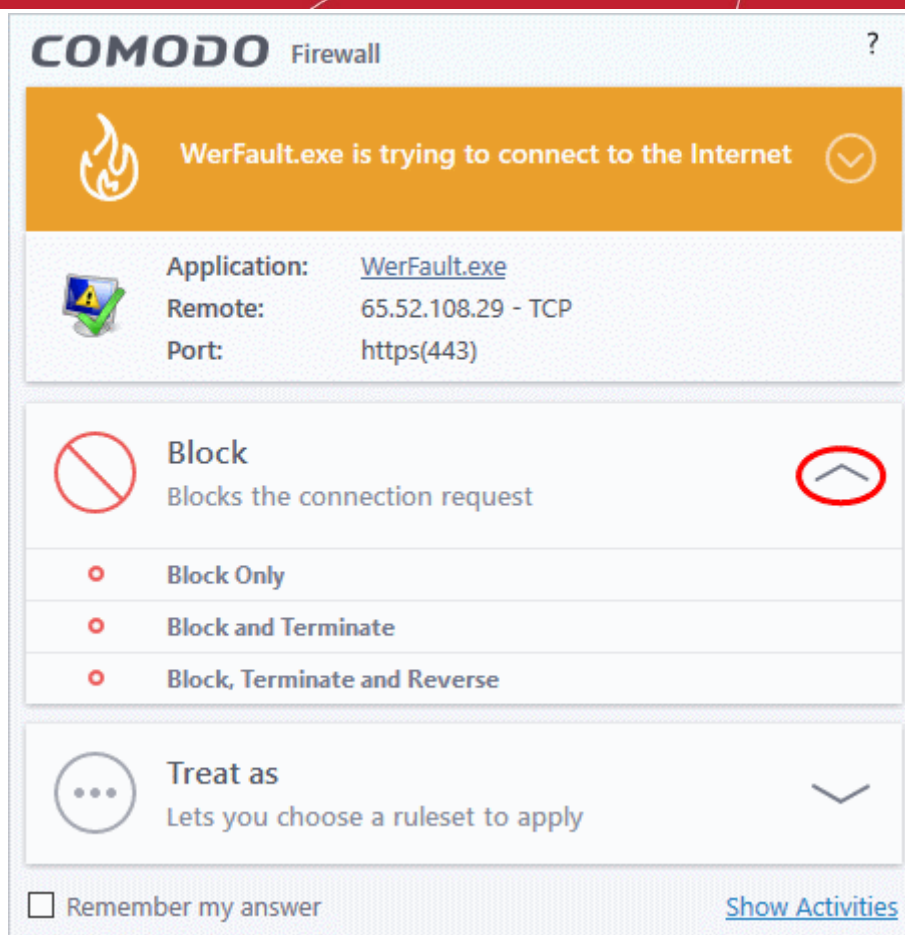 COMODO Firewall ?
WerFault.exe is trying to connect to the Internet
Application: WerFault.exe
Remote: 65.52.108.29 - TCP
Port: https(443)
Block
Blocks the connection request
Block Only
Block and Terminate
Block, Terminate and Reverse
Treat as
Lets you choose a ruleset to apply
Remember my answer Show Activities